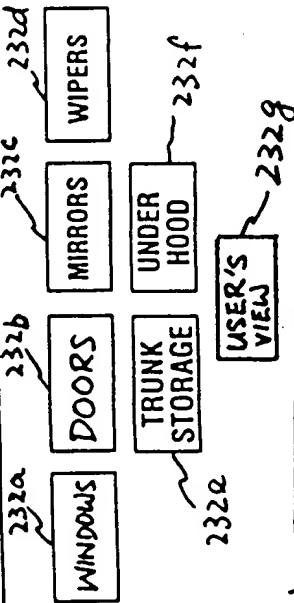 232a
232b
232c
232d
WINDOWS
DOORS
MIRRORS
WIPERS
TRUNK
STORAGE
UNDER
HOOD
232e
232f
USER'S
VIEW
232g